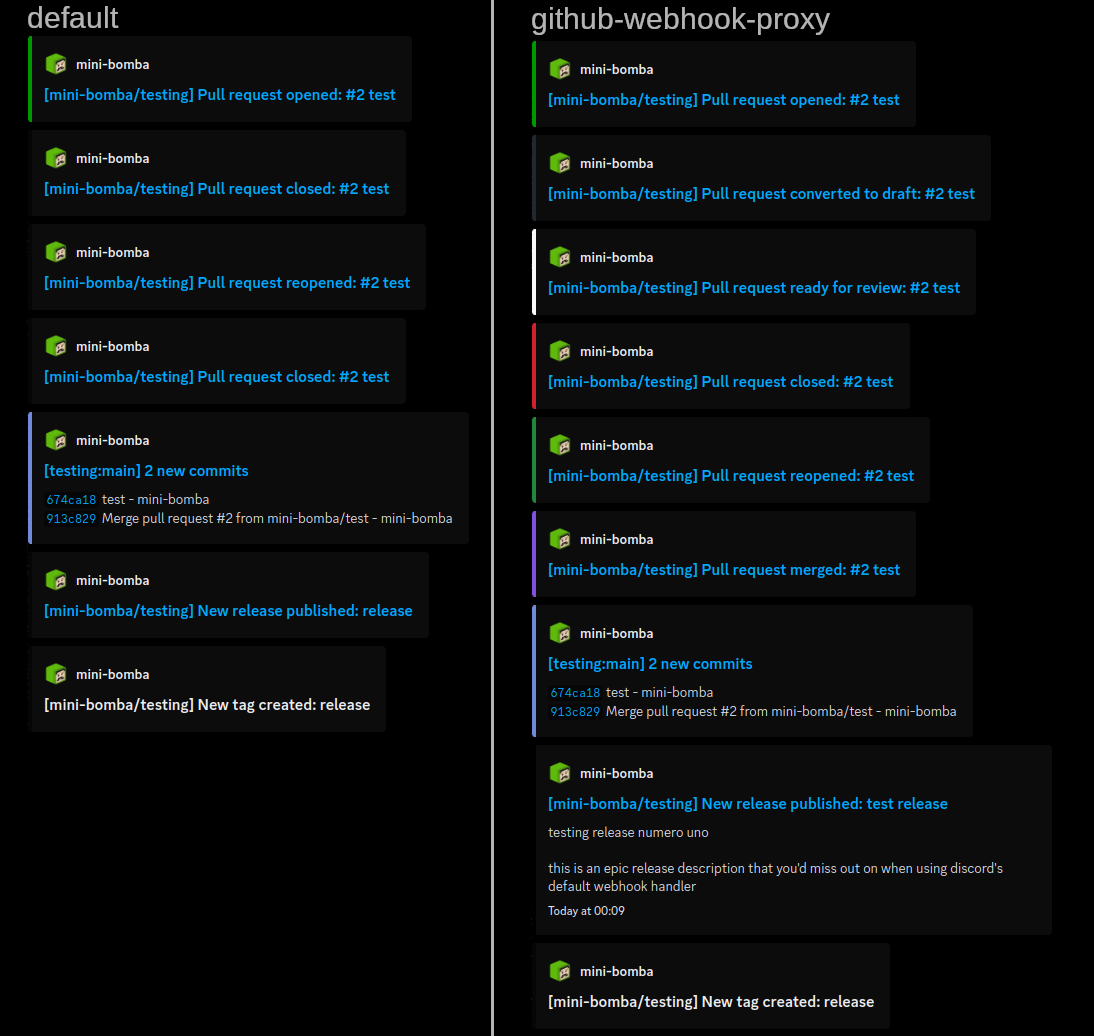 default
mini-bomba
[mini-bomba/testing] Pull request opened: #2 test
mini-bomba
[mini-bomba/testing] Pull request closed: #2 test
mini-bomba
[mini-bomba/testing] Pull request reopened: #2 test
mini-bomba
[mini-bomba/testing] Pull request closed: #2 test
mini-bomba
[testing:main] 2 new commits
674ca18 test - mini-bomba
913c829 Merge pull request #2 from mini-bomba/test - mini-bomba
mini-bomba
[mini-bomba/testing] New release published: release
mini-bomba
[mini-bomba/testing] New tag created: release
github-webhook-proxy
mini-bomba
[mini-bomba/testing] Pull request opened: #2 test
mini-bomba
[mini-bomba/testing] Pull request converted to draft: #2 test
mini-bomba
[mini-bomba/testing] Pull request ready for review: #2 test
mini-bomba
[mini-bomba/testing] Pull request closed: #2 test
mini-bomba
[mini-bomba/testing] Pull request reopened: #2 test
mini-bomba
[mini-bomba/testing] Pull request merged: #2 test
mini-bomba
[testing:main] 2 new commits
674ca18 test - mini-bomba
913c829 Merge pull request #2 from mini-bomba/test - mini-bomba
mini-bomba
[mini-bomba/testing] New release published: test release
testing release numero uno
this is an epic release description that you'd miss out on when using discord's
default webhook handler
Today at 00:09
mini-bomba
[mini-bomba/testing] New tag created: release